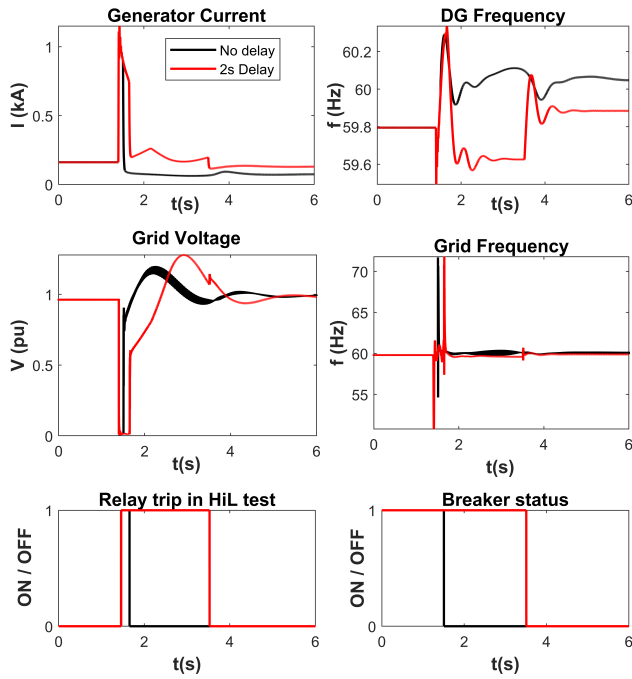 Generator Current
I (kA)
1
0.5
0
No delay
2s Delay
0 2 4 6
t(s)
DG Frequency
f (Hz)
60.2
60
59.8
59.6
0 2 4 6
t(s)
Grid Voltage
V (pu)
1
0.5
0
0 2 4 6
t(s)
Grid Frequency
f (Hz)
70
65
60
55
0 2 4 6
t(s)
Relay trip in HiL test
ON / OFF
1
0
0 2 4 6
t(s)
Breaker status
ON / OFF
1
0
0 2 4 6
t(s)